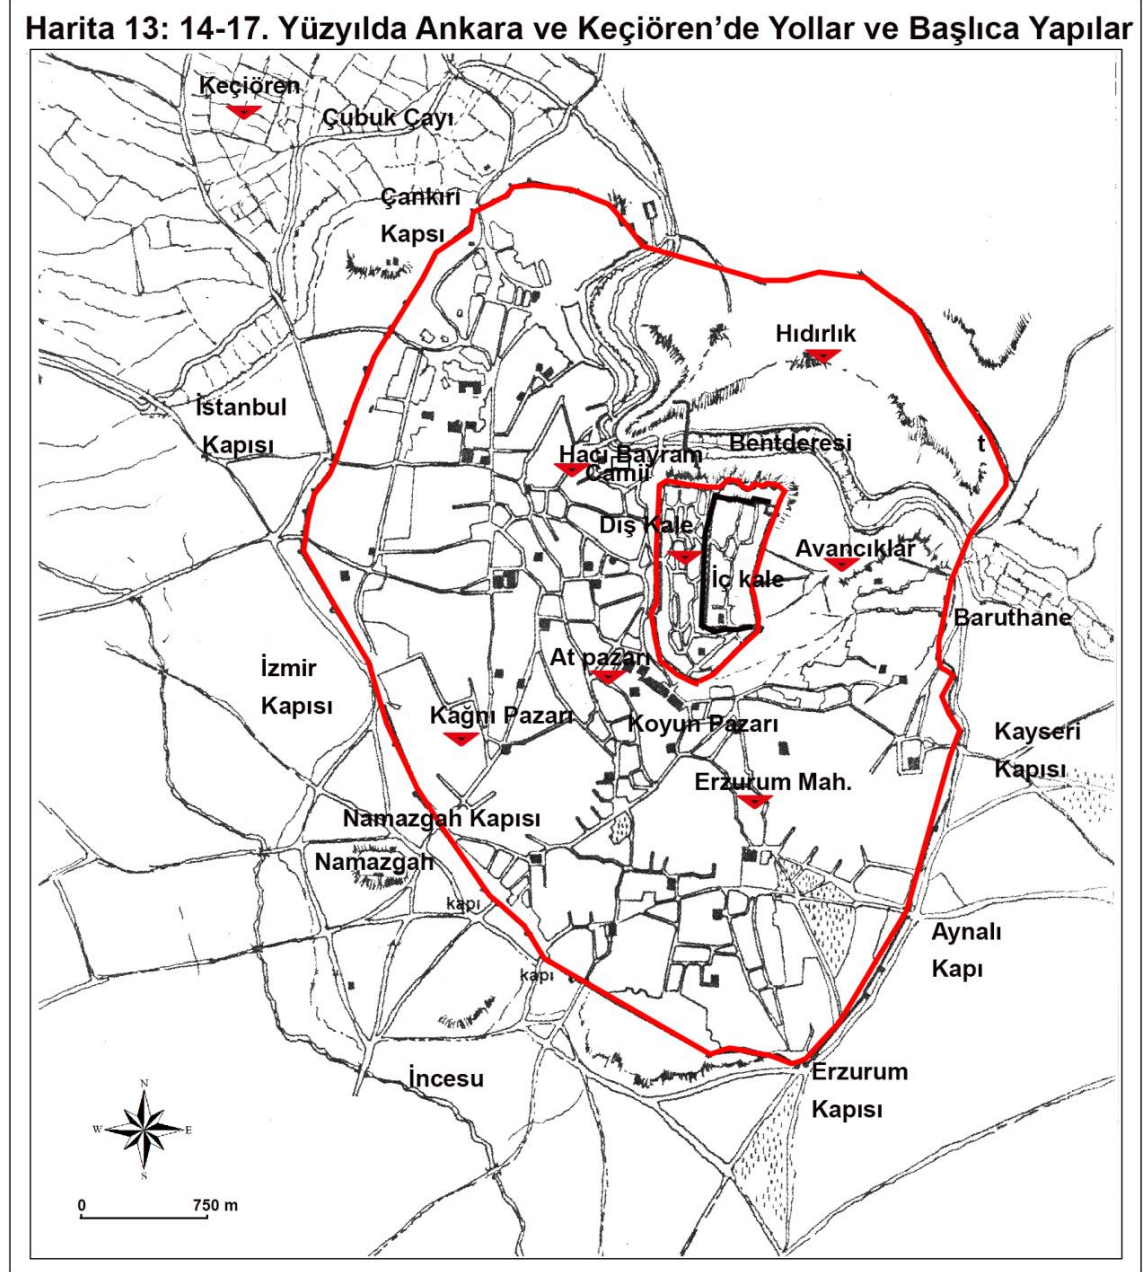 Harita 13: 14-17. Yüzyılda Ankara ve Keçiören’de Yollar ve Başlıca Yapılar
Keçiören
Çubuk Çayı
Çankırı
Kapsı
Hıdırlık
İstanbul
Kapısı
Bentderesi
t
Hacı Bayram
Camii
Dış Kale
Avancıklar
İç kale
Baruthane
At pazarı
İzmir
Kapısı
Kağnı Pazarı
Koyun Pazarı
Kayseri
Kapısı
Erzurum Mah.
Namazgah Kapısı
Namazgah
kapı
Aynalı
Kapı
kapı
İncesu
Erzurum
Kapısı
N
W
E
S
0
750 m